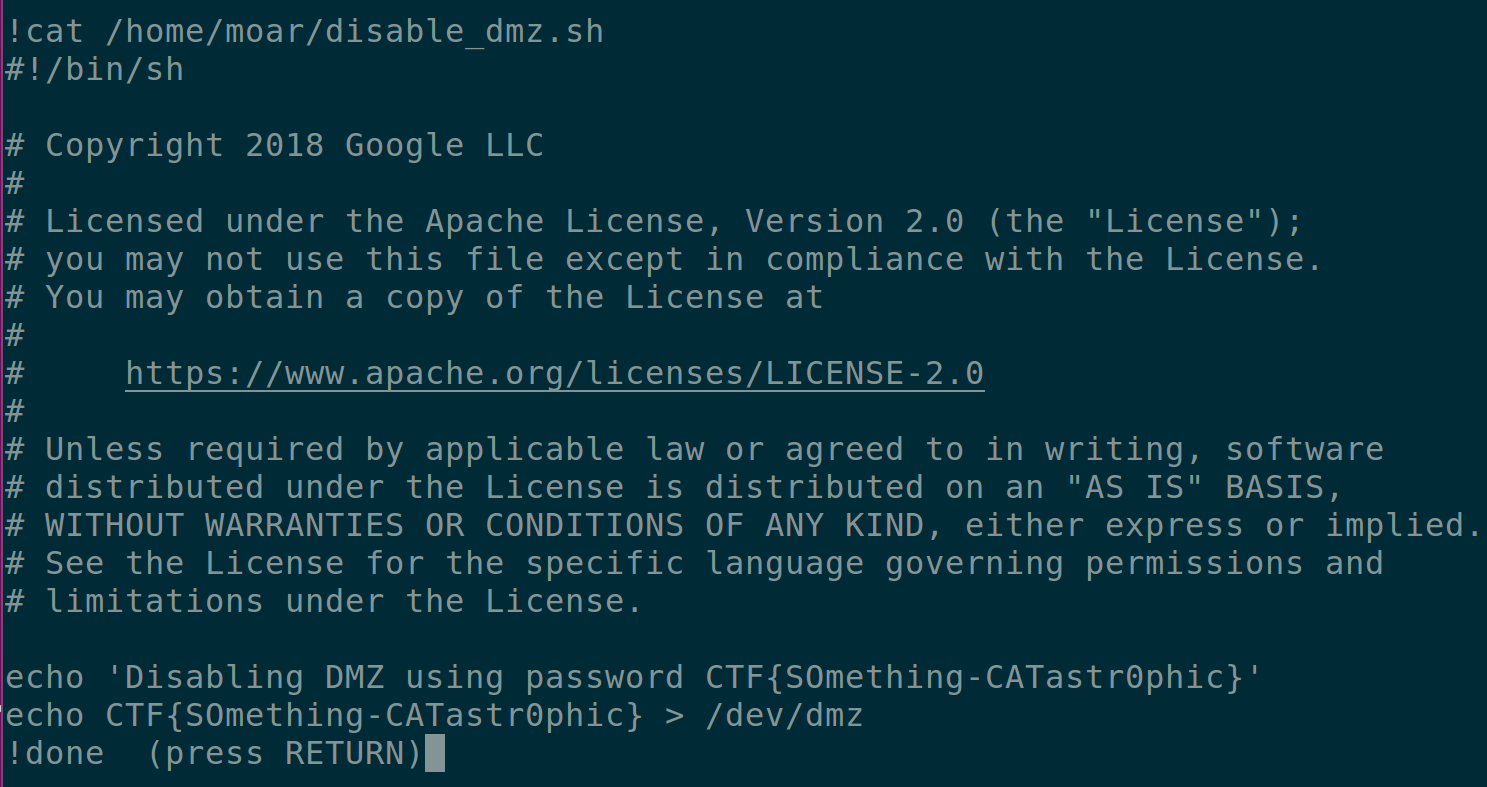 !cat /home/moar/disable_dmz.sh
#!/bin/sh
# Copyright 2018 Google LLC
#
# Licensed under the Apache License, Version 2.0 (the "License");
# you may not use this file except in compliance with the License.
# You may obtain a copy of the License at
#
#     https://www.apache.org/licenses/LICENSE-2.0
#
# Unless required by applicable law or agreed to in writing, software
# distributed under the License is distributed on an "AS IS" BASIS,
# WITHOUT WARRANTIES OR CONDITIONS OF ANY KIND, either express or implied.
# See the License for the specific language governing permissions and
# limitations under the License.
echo 'Disabling DMZ using password CTF{SOmething-CATastr0phic}'
echo CTF{SOmething-CATastr0phic} > /dev/dmz
!done  (press RETURN)